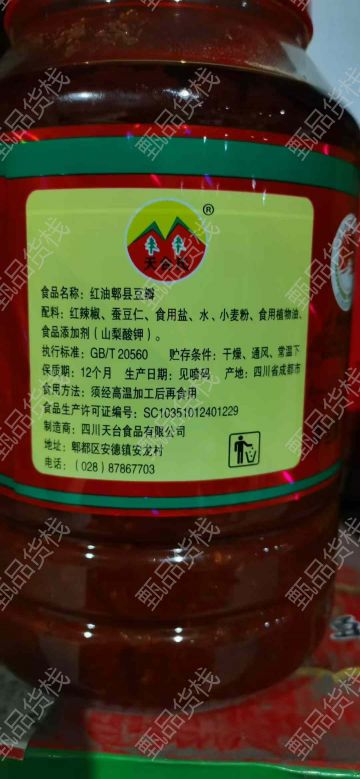 ®
天台
食品名称：红油郫县豆瓣
配料：红辣椒、蚕豆仁、食用盐、水、小麦粉、食用植物油、
食品添加剂（山梨酸钾）。
执行标准：GB/T 20560 贮存条件：干燥、通风、常温下
保质期：12个月 生产日期：见喷码 产地：四川省成都市
食用方法：须经高温加工后再食用
食品生产许可证编号：SC10351012401229
制造商：四川天台食品有限公司
地址：郫都区安德镇安龙村
电话：（028）87867703
甄品货栈